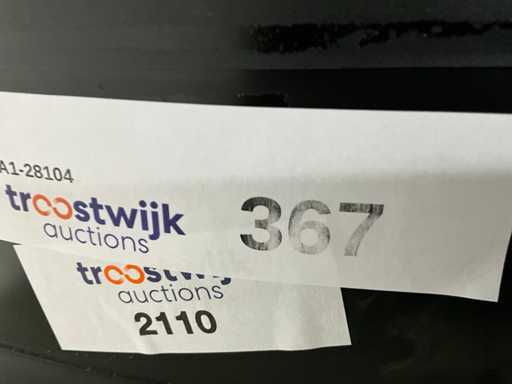 A1-28104
troostwijk
auctions
367
troostwijk
auctions
2110